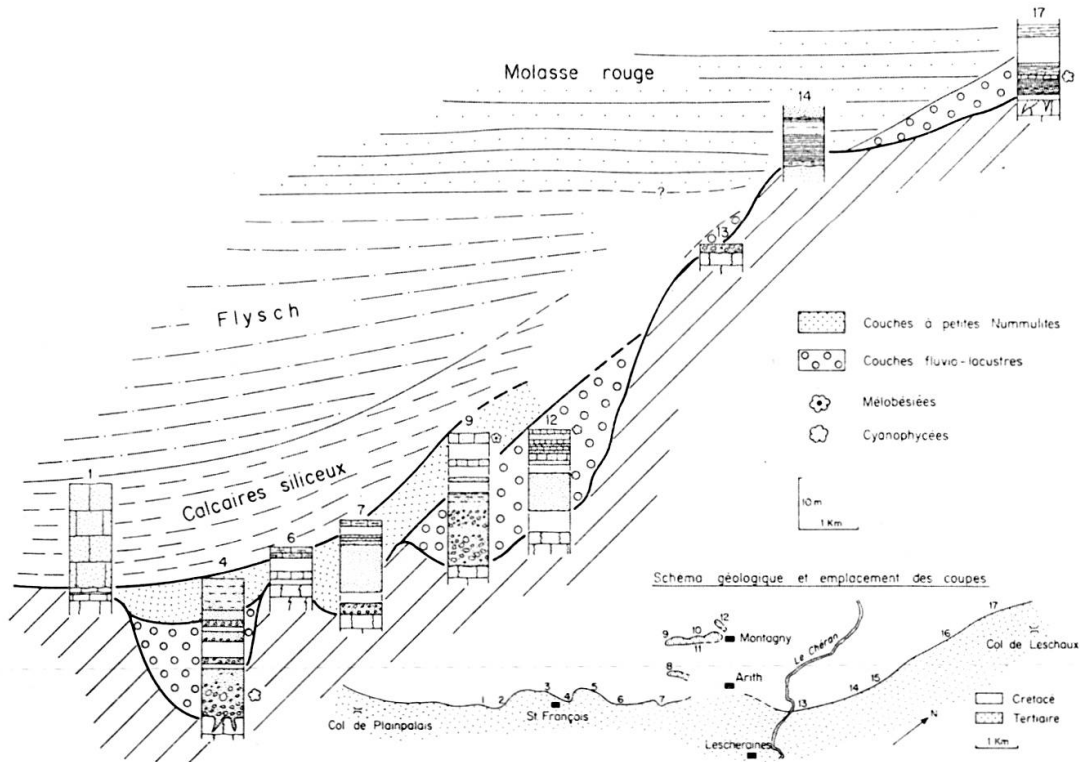 17
Molasse rouge
14
?
13
Flysch
Couches à petites Nummulites
Couches fluvio-lacustres
Mélobésiées
Cyanophycées
9
12
10 m
1 Km
Calcaires siliceux
1
7
6
4
Schema géologique et emplacement des coupes
17
12
9 10
11
Montagny
Le Chéran
16
Col de Leschaux
8
Arith
15
14
3 5
1 2 4 6 7
13
Col de Plainpalais
St François
N
Crétacé
Tertiaire
Lescheraines
1 Km